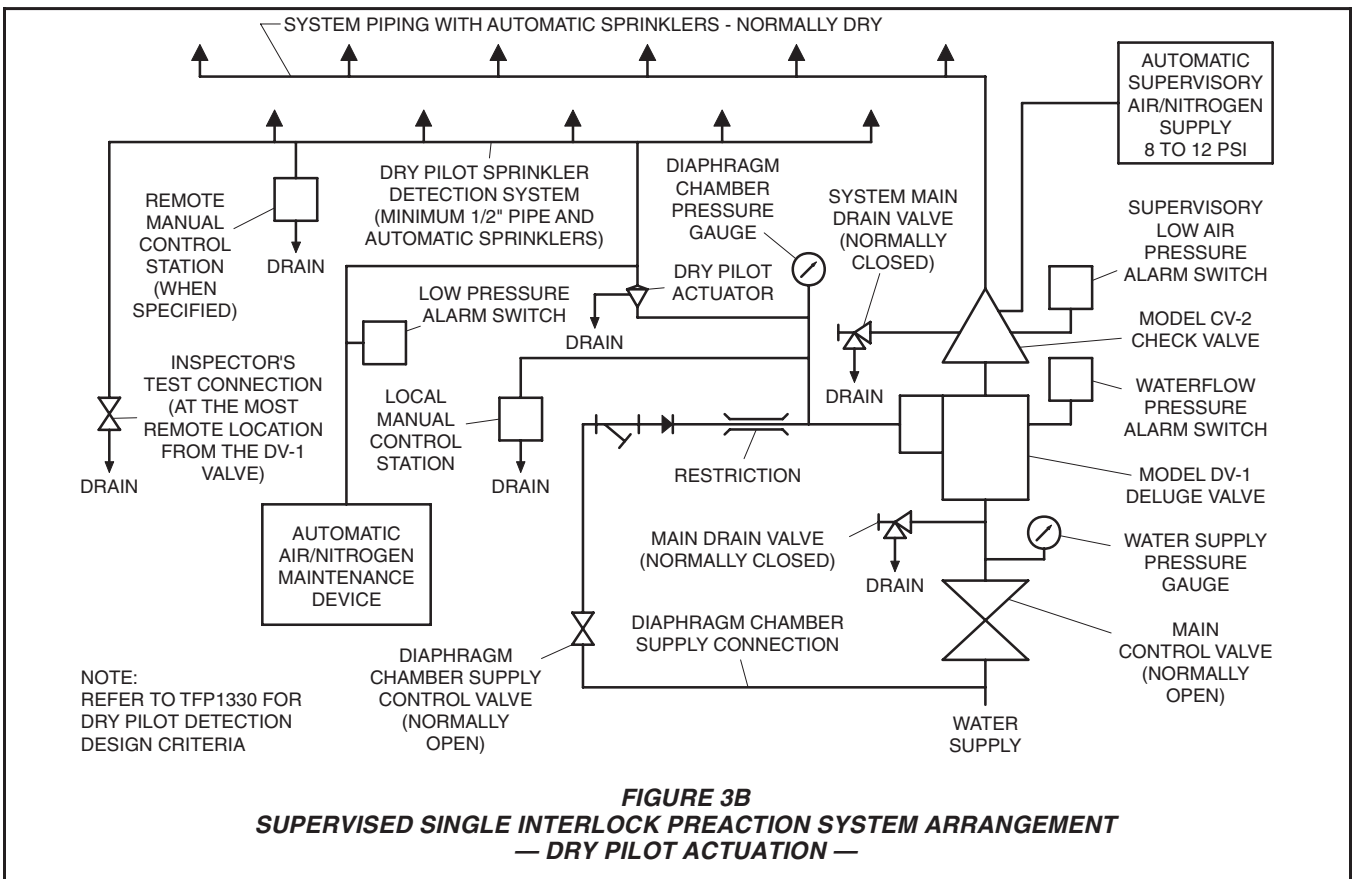 SYSTEM PIPING WITH AUTOMATIC SPRINKLERS - NORMALLY DRY
AUTOMATIC
SUPERVISORY
AIR/NITROGEN
SUPPLY
8 TO 12 PSI
REMOTE
MANUAL
CONTROL
STATION
(WHEN
SPECIFIED)
DRAIN
DRY PILOT SPRINKLER
DETECTION SYSTEM
(MINIMUM 1/2" PIPE AND
AUTOMATIC SPRINKLERS)
DIAPHRAGM
CHAMBER
PRESSURE
GAUGE
SYSTEM MAIN
DRAIN VALVE
(NORMALLY
CLOSED)
SUPERVISORY
LOW AIR
PRESSURE
ALARM SWITCH
LOW PRESSURE
ALARM SWITCH
DRY PILOT
ACTUATOR
DRAIN
MODEL CV-2
CHECK VALVE
INSPECTOR'S
TEST CONNECTION
(AT THE MOST
REMOTE LOCATION
FROM THE DV-1
VALVE)
DRAIN
LOCAL
MANUAL
CONTROL
STATION
DRAIN
DRAIN
WATERFLOW
PRESSURE
ALARM SWITCH
RESTRICTION
MODEL DV-1
DELUGE VALVE
AUTOMATIC
AIR/NITROGEN
MAINTENANCE
DEVICE
MAIN DRAIN VALVE
(NORMALLY CLOSED)
DRAIN
WATER SUPPLY
PRESSURE
GAUGE
DIAPHRAGM
CHAMBER SUPPLY
CONTROL VALVE
(NORMALLY
OPEN)
DIAPHRAGM CHAMBER
SUPPLY CONNECTION
MAIN
CONTROL VALVE
(NORMALLY
OPEN)
WATER
SUPPLY
NOTE:
REFER TO TFP1330 FOR
DRY PILOT DETECTION
DESIGN CRITERIA
FIGURE 3B
SUPERVISED SINGLE INTERLOCK PREACTION SYSTEM ARRANGEMENT
— DRY PILOT ACTUATION —